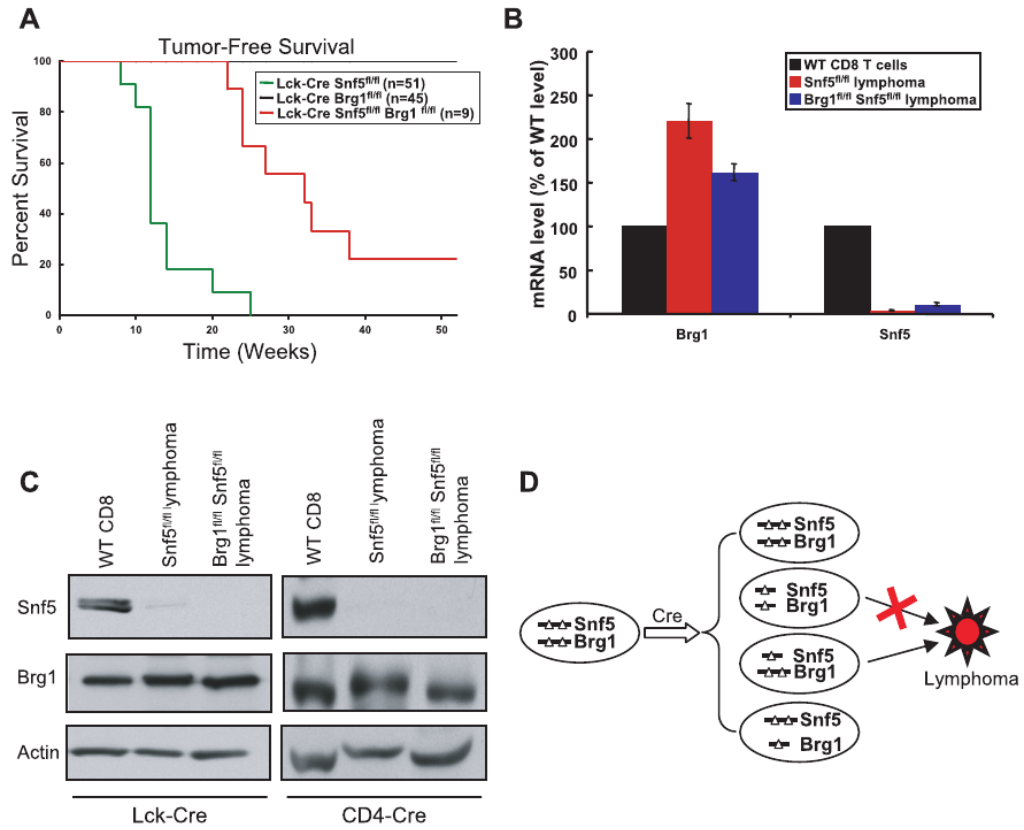 A
Tumor-Free Survival
Lck-Cre Snf5fl/fl (n=51)
Lck-Cre Brg1fl/fl (n=45)
Lck-Cre Snf5fl/fl Brg1 fl/fl (n=9)
Percent Survival
100
80
60
40
20
0
0 10 20 30 40 50
Time (Weeks)
B
WT CD8 T cells
Snf5fl/fl lymphoma
Brg1fl/fl Snf5fl/fl lymphoma
mRNA level (% of WT level)
300
250
200
150
100
50
0
Brg1 Snf5
C
WT CD8
Snf5fl/fl lymphoma
Brg1fl/fl Snf5fl/fl
lymphoma
WT CD8
Snf5fl/fl lymphoma
Brg1fl/fl Snf5fl/fl
lymphoma
Snf5
Brg1
Actin
Lck-Cre CD4-Cre
D
Snf5
Brg1
Cre
Snf5
Brg1
Snf5
Brg1
Snf5
Brg1
Snf5
Brg1
Lymphoma